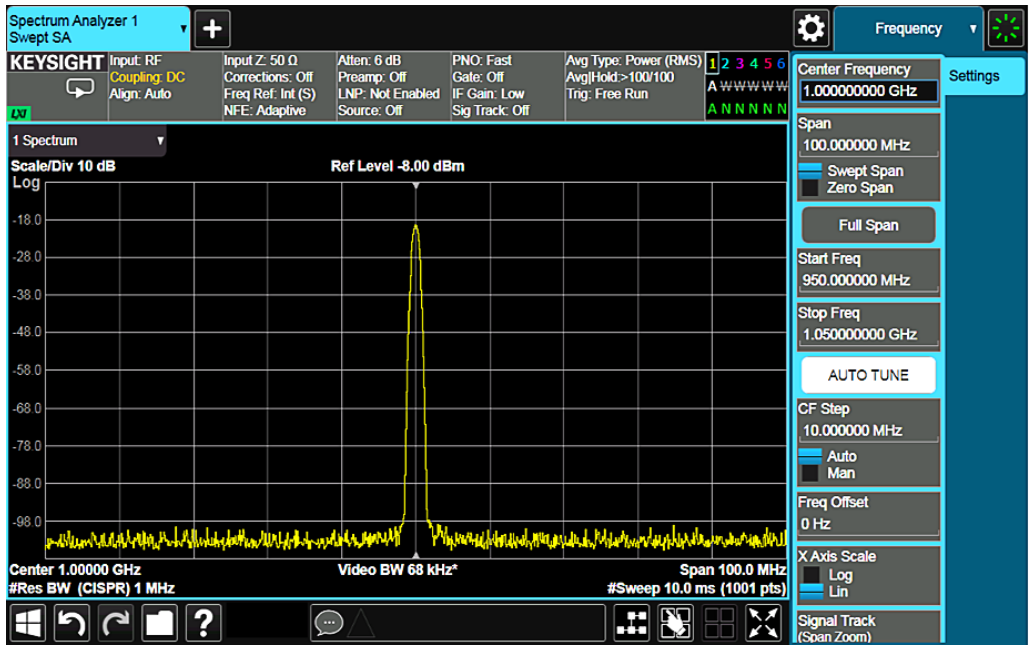 Spectrum Analyzer 1
Swept SA
Frequency
KEYSIGHT
LXI
Input: RF
Coupling: DC
Align: Auto
Input Z: 50 Ω
Corrections: Off
Freq Ref: Int (S)
NFE: Adaptive
Atten: 6 dB
Preamp: Off
LNP: Not Enabled
Source: Off
PNO: Fast
Gate: Off
IF Gain: Low
Sig Track: Off
Avg Type: Power (RMS)
Avg|Hold:>100/100
Trig: Free Run
1 2 3 4 5 6
A W W W W W
A N N N N N
1 Spectrum
Scale/Div 10 dB
Ref Level -8.00 dBm
Log
-18.0
-28.0
-38.0
-48.0
-58.0
-68.0
-78.0
-88.0
-98.0
Center 1.00000 GHz
Video BW 68 kHz*
Span 100.0 MHz
#Res BW (CISPR) 1 MHz
#Sweep 10.0 ms (1001 pts)
?
Center Frequency
1.000000000 GHz
Settings
Span
100.000000 MHz
Swept Span
Zero Span
Full Span
Start Freq
950.000000 MHz
Stop Freq
1.050000000 GHz
AUTO TUNE
CF Step
10.000000 MHz
Auto
Man
Freq Offset
0 Hz
X Axis Scale
Log
Lin
Signal Track
(Span Zoom)